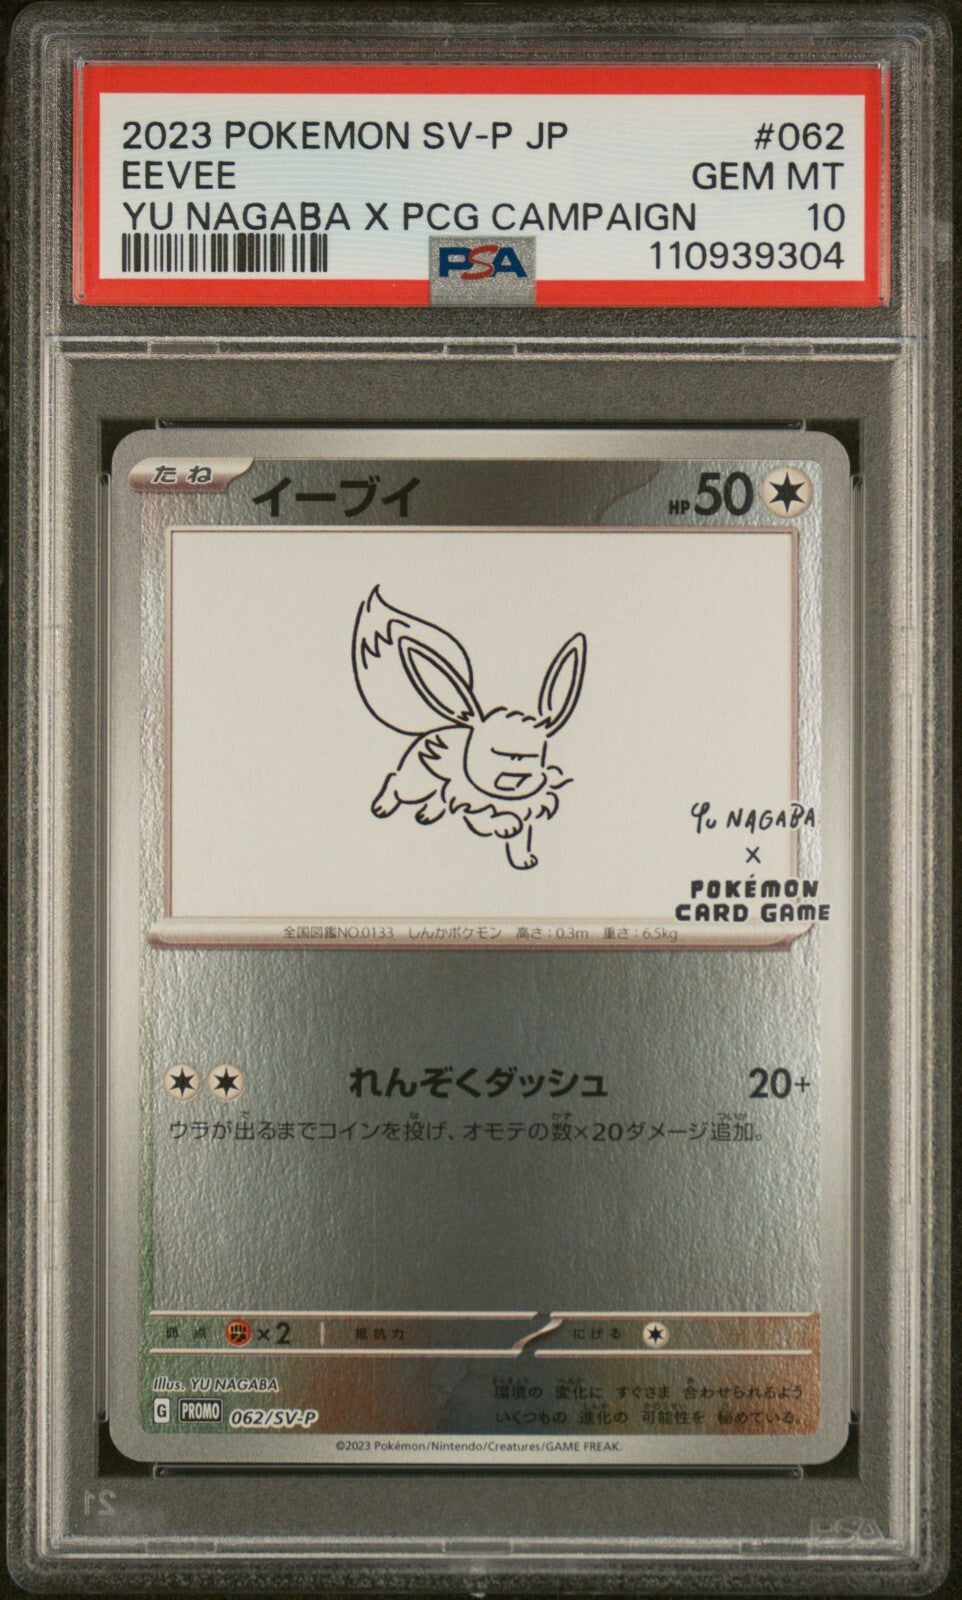 2023 POKEMON SV-P JP #062
EEVEE GEM MT
YU NAGABA X PCG CAMPAIGN 10
PSA 110939304
たね イーブイ HP50
Yu NAGABA
X
POKÉMON
CARD GAME
全国図鑑NO.0133 しんかポケモン 高さ:0.3m 重さ:6.5kg
れんぞくダッシュ 20+
ウラが出るまでコインを投げ、オモテの数×20ダメージ追加。
弱点 ×2 抵抗力 にげる
Illus. YU NAGABA
環境の 変化に すぐさま 合わせられるよう
いくつもの 進化の 可能性を 秘めている。
G PROMO 062/SV-P
©2023 Pokémon/Nintendo/Creatures/GAME FREAK.
21
PSA